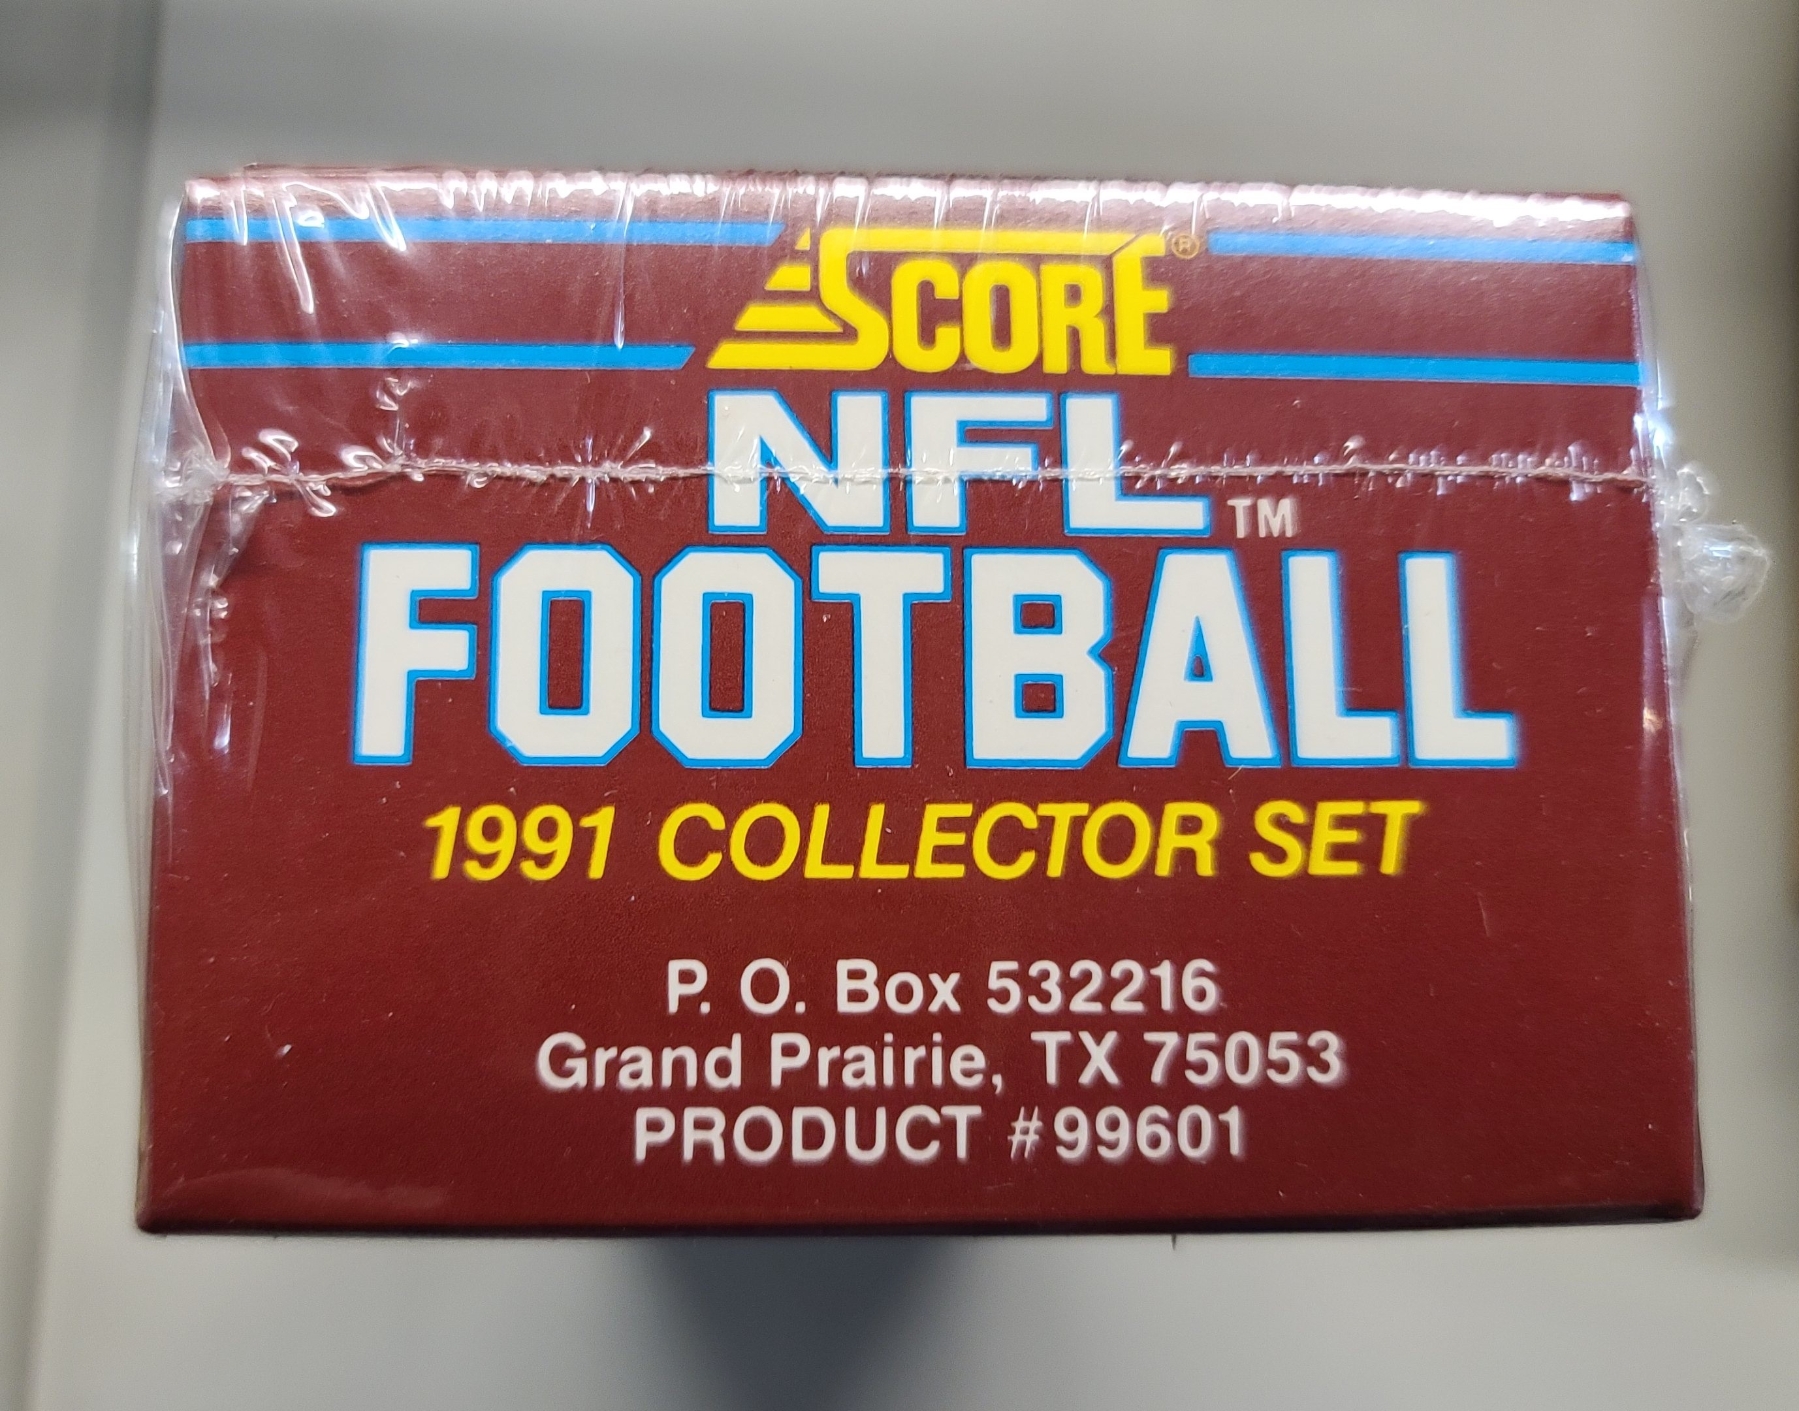 SCORE®
NFL™
FOOTBALL
1991 COLLECTOR SET
P. O. Box 532216
Grand Prairie, TX 75053
PRODUCT #99601